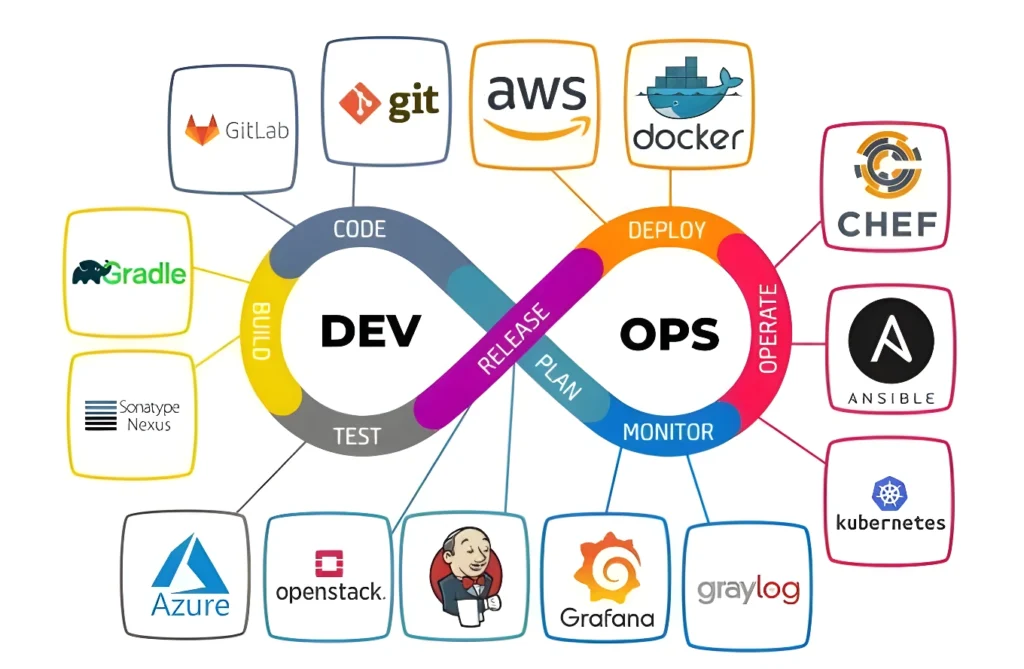 GitLab
git
aws
docker
CHEF
CODE
DEPLOY
Gradle
BUILD
DEV
RELEASE
OPS
OPERATE
PLAN
ANSIBLE
Sonatype
Nexus
TEST
MONITOR
kubernetes
Azure
openstack.
Grafana
graylog